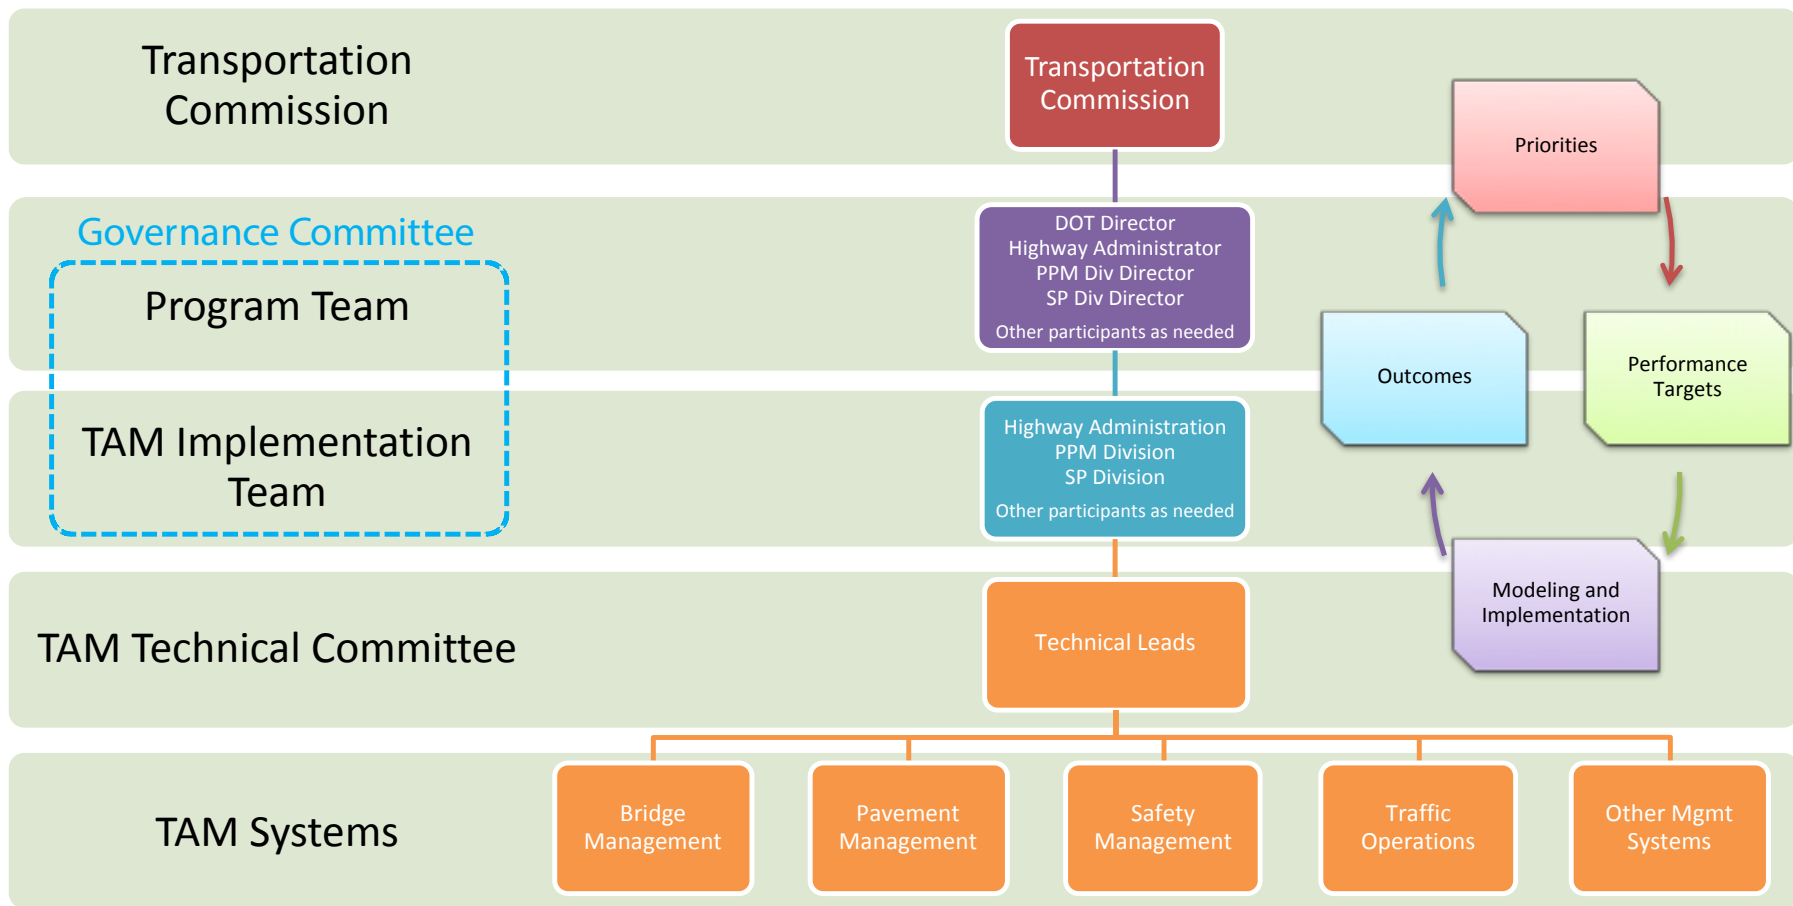 Transportation
Commission
Transportation
Commission
Priorities
Governance Committee
Program Team
DOT Director
Highway Administrator
PPM Div Director
SP Div Director
Other participants as needed
Outcomes
Performance
Targets
TAM Implementation
Team
Highway Administration
PPM Division
SP Division
Other participants as needed
Modeling and
Implementation
TAM Technical Committee
Technical Leads
TAM Systems
Bridge
Management
Pavement
Management
Safety
Management
Traffic
Operations
Other Mgmt
Systems